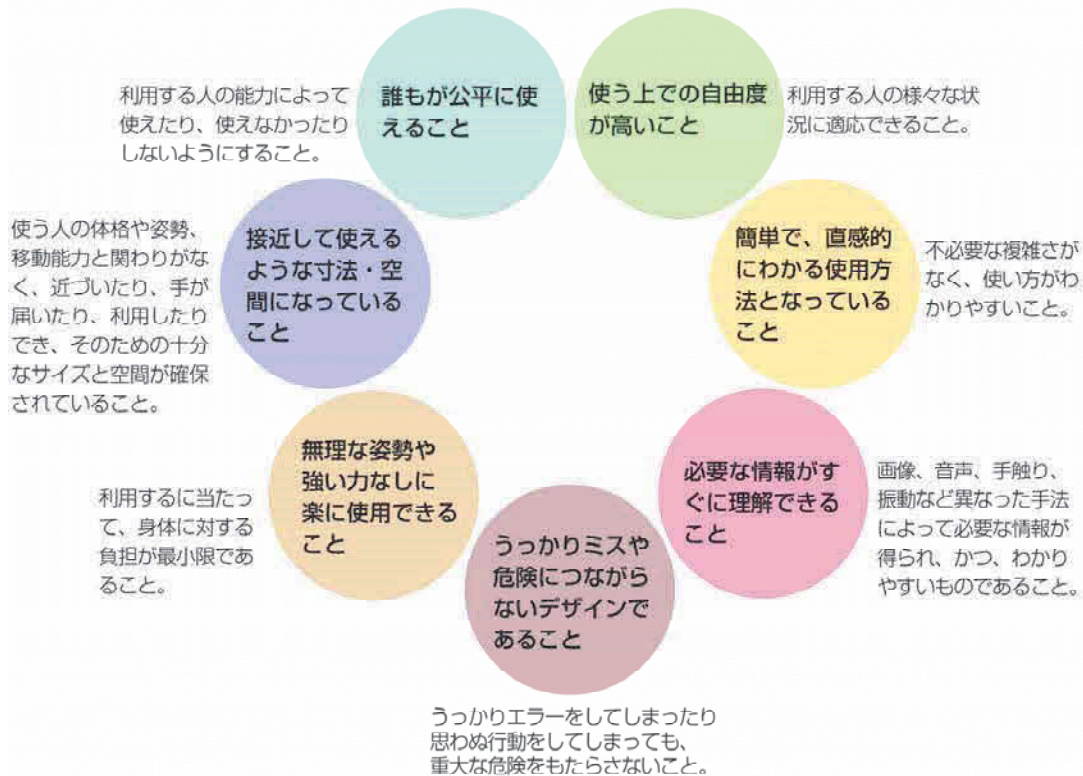 誰もが公平に使
えること
利用する人の能力によって
使えたり、使えなかったり
しないようにすること。
使う上での自由度
が高いこと
利用する人の様々な状
況に適応できること。
簡単で、直感的
にわかる使用方
法となっている
こと
不必要な複雑さが
なく、使い方がわ
かりやすいこと。
必要な情報がす
ぐに理解できる
こと
画像、音声、手触り、
振動など異なった手法
によって必要な情報が
得られ、かつ、わかり
やすいものであること。
うっかりミスや
危険につながら
ないデザインで
あること
うっかりエラーをしてしまったり
思わぬ行動をしてしまっても、
重大な危険をもたらさないこと。
無理な姿勢や
強い力なしに
楽に使用できる
こと
利用するに当たっ
て、身体に対する
負担が最小限であ
ること。
接近して使える
ような寸法・空
間になっている
こと
使う人の体格や姿勢、
移動能力と関わりがな
く、近づいたり、手が
届いたり、利用したり
でき、そのための十分
なサイズと空間が確保
されていること。